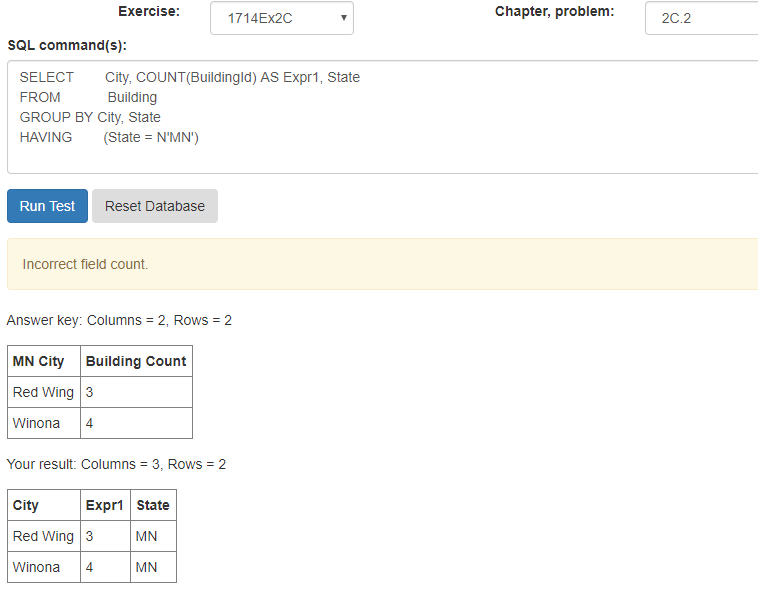 Exercise: 1714Ex2C Chapter, problem: 2C.2
SQL command(s):
SELECT City, COUNT(BuildingId) AS Expr1, State
FROM Building
GROUP BY City, State
HAVING (State = N'MN')
Run Test Reset Database
Incorrect field count.
Answer key: Columns = 2, Rows = 2
MN City Building Count
Red Wing 3
Winona 4
Your result: Columns = 3, Rows = 2
City Expr1 State
Red Wing 3 MN
Winona 4 MN